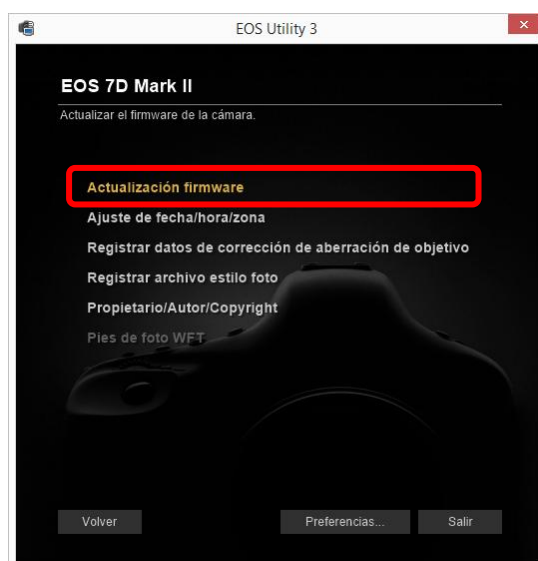 EOS Utility 3
EOS 7D Mark II
Actualizar el firmware de la cámara.
Actualización firmware
Ajuste de fecha/hora/zona
Registrar datos de corrección de aberración de objetivo
Registrar archivo estilo foto
Propietario/Autor/Copyright
Pies de foto WFT
Volver Preferencias... Salir